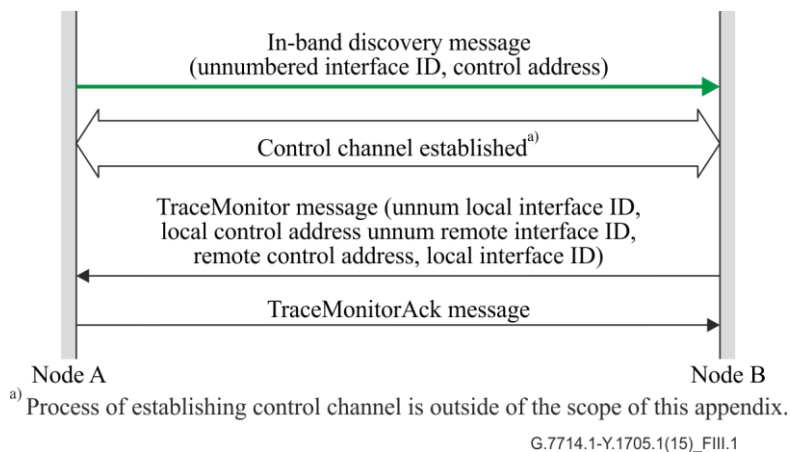 In-band discovery message
(unnumbered interface ID, control address)
Control channel established a)
TraceMonitor message (unnum local interface ID,
local control address unnum remote interface ID,
remote control address, local interface ID)
TraceMonitorAck message
Node A
Node B
a) Process of establishing control channel is outside of the scope of this appendix.
G.7714.1-Y.1705.1(15)_FIII.1